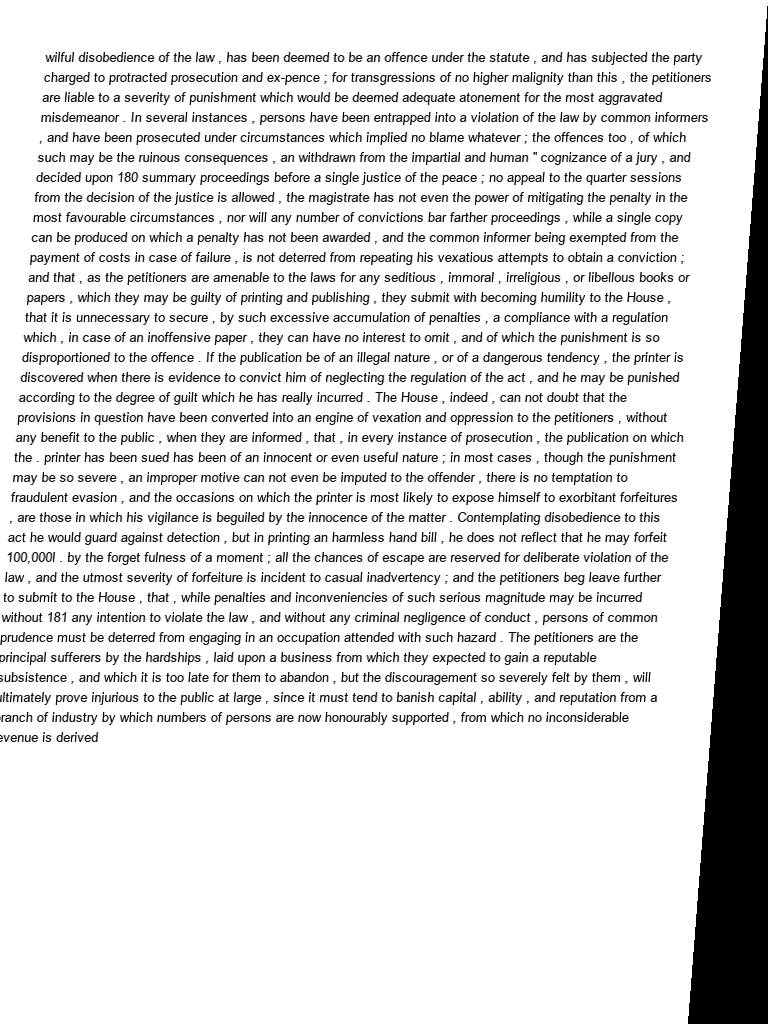 wilful disobedience of the law , has been deemed to be an offence under the statute , and has subjected the party
charged to protracted prosecution and ex-pence ; for transgressions of no higher malignity than this , the petitioners
are liable to a severity of punishment which would be deemed adequate atonement for the most aggravated
misdemeanor . In several instances , persons have been entrapped into a violation of the law by common informers
, and have been prosecuted under circumstances which implied no blame whatever ; the offences too , of which
such may be the ruinous consequences , an withdrawn from the impartial and human " cognizance of a jury , and
decided upon 180 summary proceedings before a single justice of the peace ; no appeal to the quarter sessions
from the decision of the justice is allowed , the magistrate has not even the power of mitigating the penalty in the
most favourable circumstances , nor will any number of convictions bar farther proceedings , while a single copy
can be produced on which a penalty has not been awarded , and the common informer being exempted from the
payment of costs in case of failure , is not deterred from repeating his vexatious attempts to obtain a conviction ;
and that , as the petitioners are amenable to the laws for any seditious , immoral , irreligious , or libellous books or
papers , which they may be guilty of printing and publishing , they submit with becoming humility to the House ,
that it is unnecessary to secure , by such excessive accumulation of penalties , a compliance with a regulation
which , in case of an inoffensive paper , they can have no interest to omit , and of which the punishment is so
disproportioned to the offence . If the publication be of an illegal nature , or of a dangerous tendency , the printer is
discovered when there is evidence to convict him of neglecting the regulation of the act , and he may be punished
according to the degree of guilt which he has really incurred . The House , indeed , can not doubt that the
provisions in question have been converted into an engine of vexation and oppression to the petitioners , without
any benefit to the public , when they are informed , that , in every instance of prosecution , the publication on which
the . printer has been sued has been of an innocent or even useful nature ; in most cases , though the punishment
may be so severe , an improper motive can not even be imputed to the offender , there is no temptation to
fraudulent evasion , and the occasions on which the printer is most likely to expose himself to exorbitant forfeitures
, are those in which his vigilance is beguiled by the innocence of the matter . Contemplating disobedience to this
act he would guard against detection , but in printing an harmless hand bill , he does not reflect that he may forfeit
100,000l . by the forget fulness of a moment ; all the chances of escape are reserved for deliberate violation of the
law , and the utmost severity of forfeiture is incident to casual inadvertency ; and the petitioners beg leave further
to submit to the House , that , while penalties and inconveniencies of such serious magnitude may be incurred
without 181 any intention to violate the law , and without any criminal negligence of conduct , persons of common
prudence must be deterred from engaging in an occupation attended with such hazard . The petitioners are the
principal sufferers by the hardships , laid upon a business from which they expected to gain a reputable
subsistence , and which it is too late for them to abandon , but the discouragement so severely felt by them , will
ultimately prove injurious to the public at large , since it must tend to banish capital , ability , and reputation from a
branch of industry by which numbers of persons are now honourably supported , from which no inconsiderable
revenue is derived